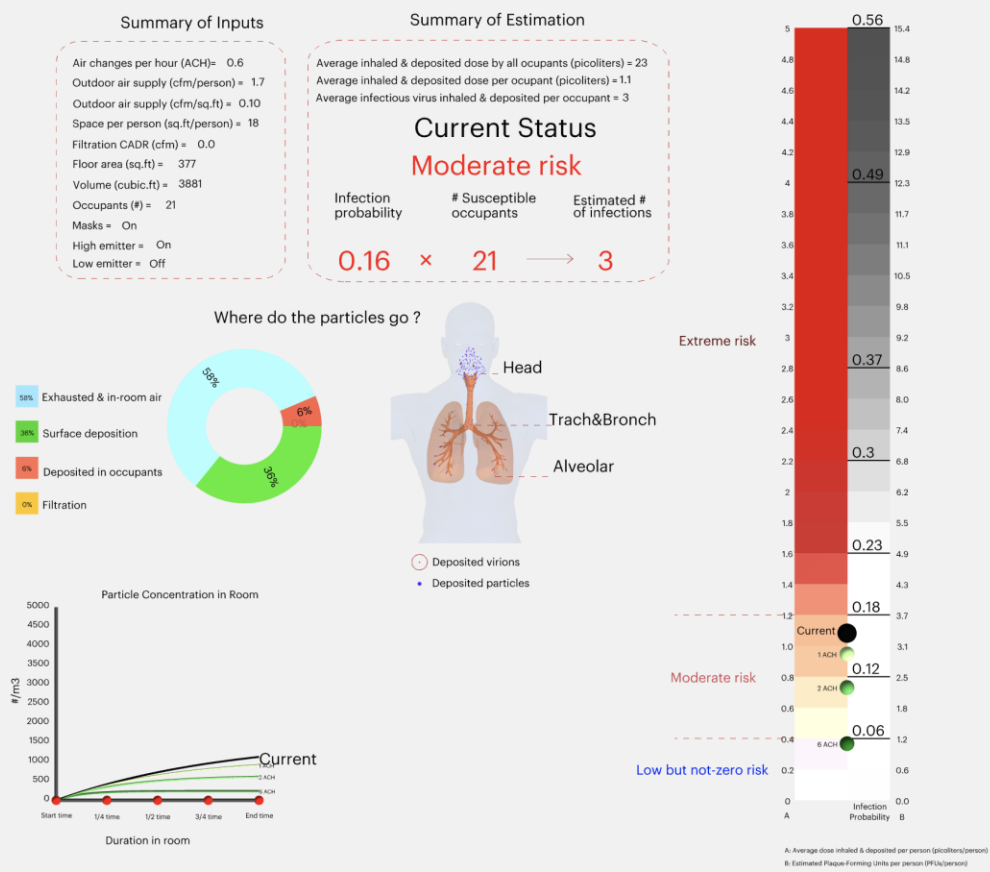 Summary of Inputs
Air changes per hour (ACH)= 0.6
Outdoor air supply (cfm/person) = 1.7
Outdoor air supply (cfm/sq.ft) = 0.10
Space per person (sq.ft/person) = 18
Filtration CADR (cfm) = 0.0
Floor area (sq.ft) = 377
Volume (cubic.ft) = 3881
Occupants (#) = 21
Masks = On
High emitter = On
Low emitter = Off
Summary of Estimation
Average inhaled & deposited dose by all ocupants (picoliters) = 23
Average inhaled & deposited dose per ocupant (picoliters) = 1.1
Average infectious virus inhaled & deposited per occupant = 3
Current Status
Moderate risk
Infection probability
# Susceptible occupants
Estimated # of infections
0.16 × 21 3
Where do the particles go ?
58% Exhausted & in-room air
36% Surface deposition
6% Deposited in occupants
0% Filtration
58%
6%
0%
36%
Head
Trach&Bronch
Alveolar
Deposited virions
Deposited particles
Particle Concentration in Room
#/m3
5000
4500
4000
3500
3000
2500
2000
1500
1000
500
0
Current
1 ACH
2 ACH
6 ACH
Start time
1/4 time
1/2 time
3/4 time
End time
Duration in room
Extreme risk
Moderate risk
Low but not-zero risk
5
4.8
4.6
4.4
4.2
4
3.8
3.6
3.4
3.2
3
2.8
2.6
2.4
2.2
2
1.8
1.6
1.4
1.2
1.0
0.8
0.6
0.4
0.2
0
A
Current
1 ACH
2 ACH
6 ACH
0.56
0.49
0.37
0.3
0.23
0.18
0.12
0.06
Infection
Probability
15.4
14.8
14.2
13.5
12.9
12.3
11.7
11.1
10.5
9.8
9.2
8.6
8.0
7.4
6.8
6.2
5.5
4.9
4.3
3.7
3.1
2.5
1.8
1.2
0.6
0.0
B
A: Average dose inhaled & deposited per person (picoliters/person)
B: Estimated Plaque-Forming Units per person (PFUs/person)